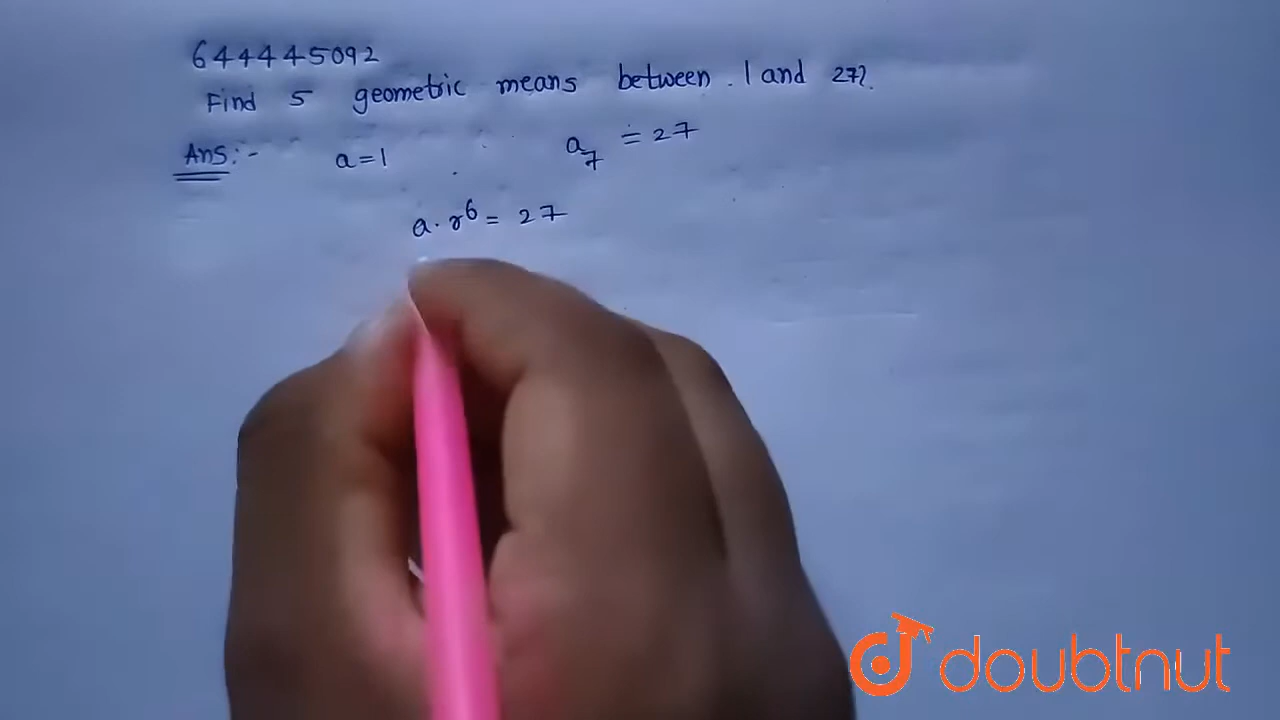 644445092
Find 5 geometric means between 1 and 27?.
Ans:- a=1 a₇ = 27
a·r⁶ = 27
doubtnut